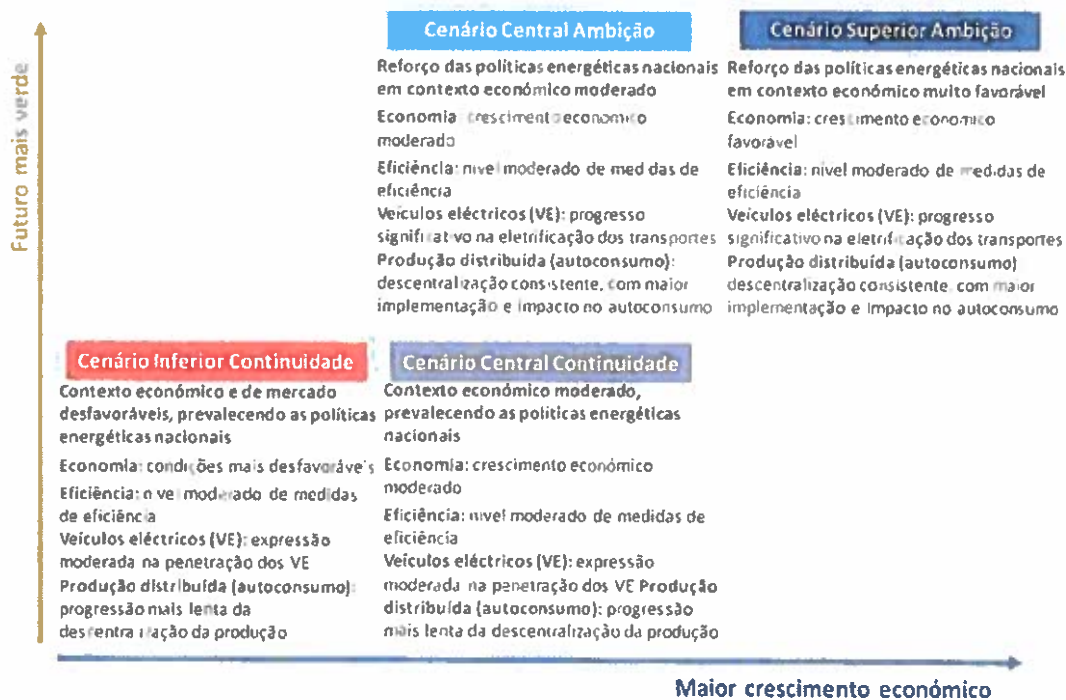 Futuro mais verde
Cenário Central Ambição
Reforço das políticas energéticas nacionais
em contexto económico moderado
Economia: crescimento económico
moderado
Eficiência: nível moderado de medidas de
eficiência
Veículos eléctricos (VE): progresso
significativo na eletrificação dos transportes
Produção distribuída (autoconsumo):
descentralização consistente, com maior
implementação e impacto no autoconsumo
Cenário Superior Ambição
Reforço das políticas energéticas nacionais
em contexto económico muito favorável
Economia: crescimento económico
favorável
Eficiência: nível moderado de medidas de
eficiência
Veículos eléctricos (VE): progresso
significativo na eletrificação dos transportes
Produção distribuída (autoconsumo)
descentralização consistente, com maior
implementação e Impacto no autoconsumo
Cenário Inferior Continuidade
Contexto económico e de mercado
desfavoráveis, prevalecendo as políticas
energéticas nacionais
Economia: condições mais desfavoráveis
Eficiência: nível moderado de medidas
de eficiência
Veículos eléctricos (VE): expressão
moderada na penetração dos VE
Produção distribuída (autoconsumo):
progressão mais lenta da
descentralização da produção
Cenário Central Continuidade
Contexto económico moderado,
prevalecendo as políticas energéticas
nacionais
Economia: crescimento económico
moderado
Eficiência: nível moderado de medidas de
eficiência
Veículos eléctricos (VE): expressão
moderada na penetração dos VE Produção
distribuída (autoconsumo): progressão
mais lenta da descentralização da produção
Maior crescimento económico